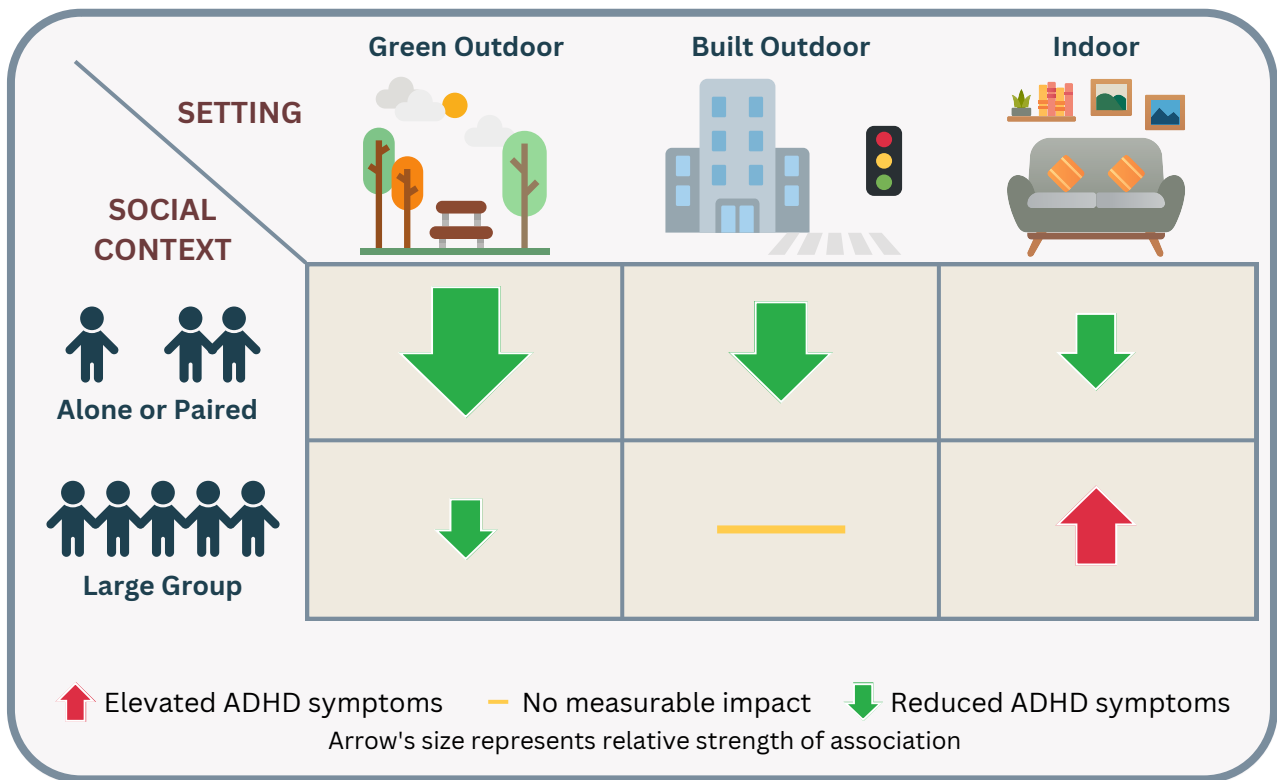 Green Outdoor
Built Outdoor
Indoor
SETTING
SOCIAL
CONTEXT
Alone or Paired
Large Group
Elevated ADHD symptoms
No measurable impact
Reduced ADHD symptoms
Arrow's size represents relative strength of association